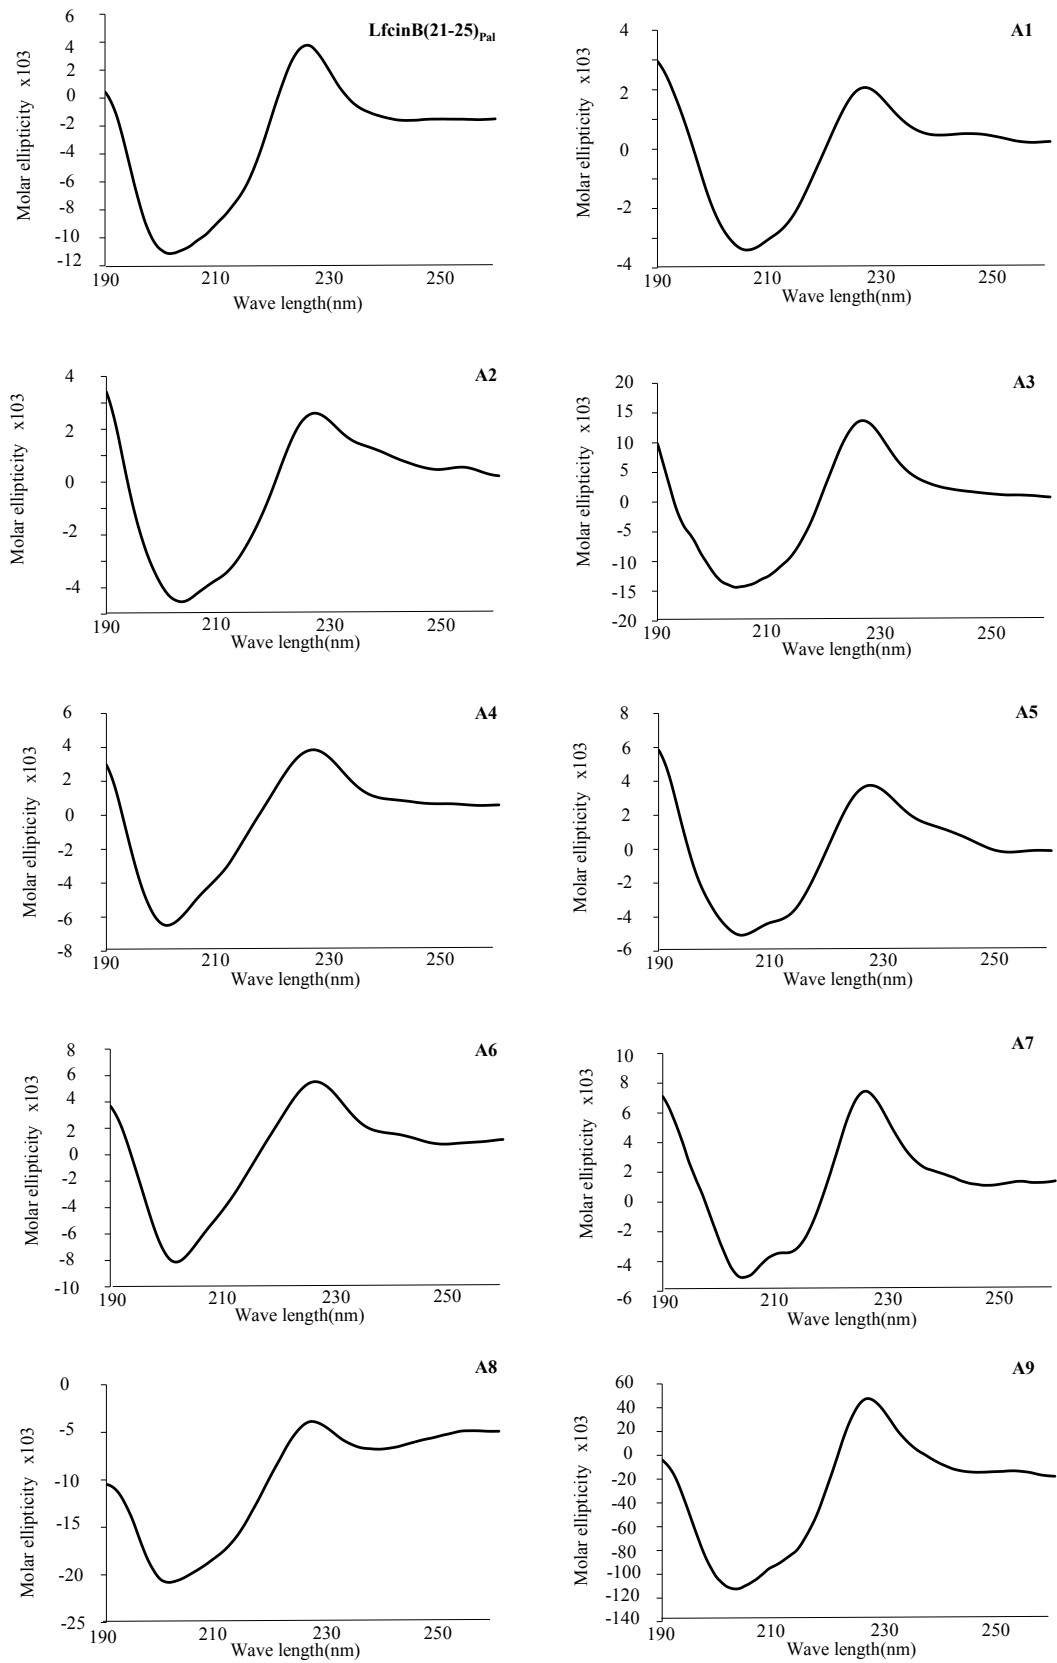 LfcinB(21-25)Pal
Molar ellipticity x103
6
4
2
0
-2
-4
-6
-8
-10
-12
190 210 230 250
Wave length(nm)
A1
Molar ellipticity x103
4
2
0
-2
-4
190 210 230 250
Wave length(nm)
A2
Molar ellipticity x103
4
2
0
-2
-4
190 210 230 250
Wave length(nm)
A3
Molar ellipticity x103
20
15
10
5
0
-5
-10
-15
-20
190 210 230 250
Wave length(nm)
A4
Molar ellipticity x103
6
4
2
0
-2
-4
-6
-8
190 210 230 250
Wave length(nm)
A5
Molar ellipticity x103
8
6
4
2
0
-2
-4
-6
190 210 230 250
Wave length(nm)
A6
Molar ellipticity x103
8
6
4
2
0
-2
-4
-6
-8
-10
190 210 230 250
Wave length(nm)
A7
Molar ellipticity x103
10
8
6
4
2
0
-2
-4
-6
190 210 230 250
Wave length(nm)
A8
Molar ellipticity x103
0
-5
-10
-15
-20
-25
190 210 230 250
Wave length(nm)
A9
Molar ellipticity x103
60
40
20
0
-20
-40
-60
-80
-100
-120
-140
190 210 230 250
Wave length(nm)